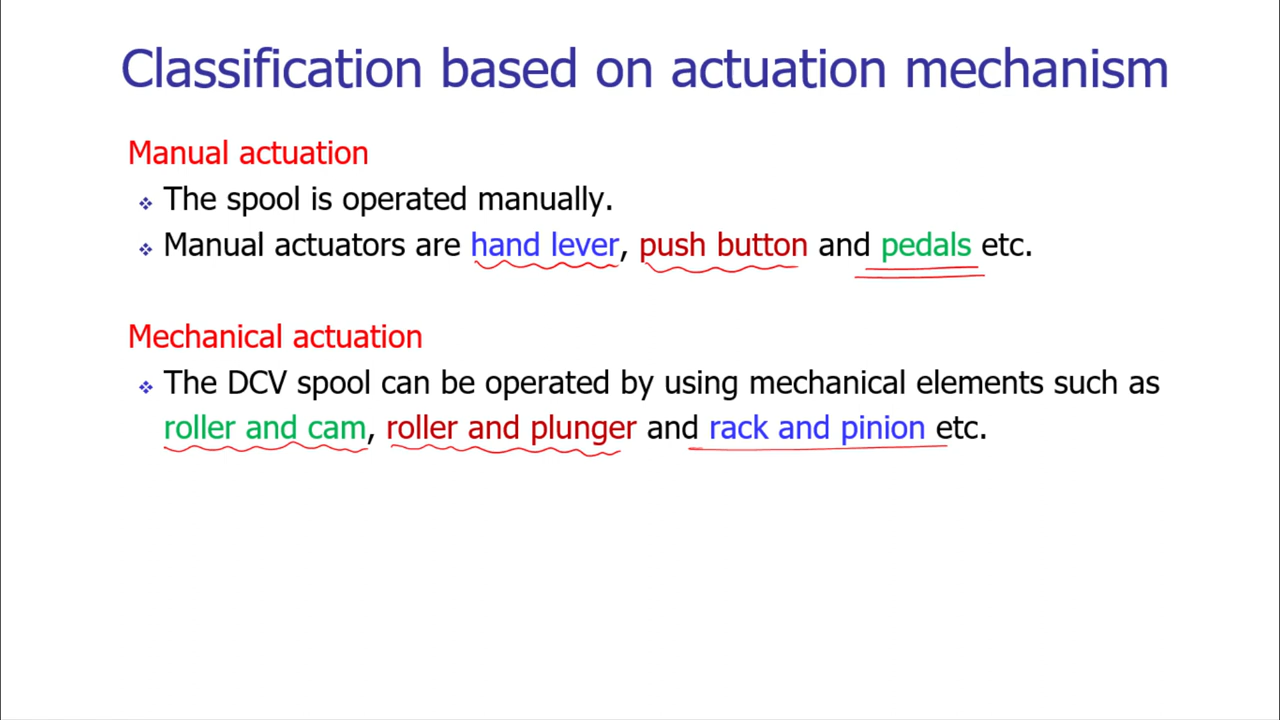 Classification based on actuation mechanism
Manual actuation
❖ The spool is operated manually.
❖ Manual actuators are hand lever, push button and pedals etc.
Mechanical actuation
❖ The DCV spool can be operated by using mechanical elements such as
roller and cam, roller and plunger and rack and pinion etc.